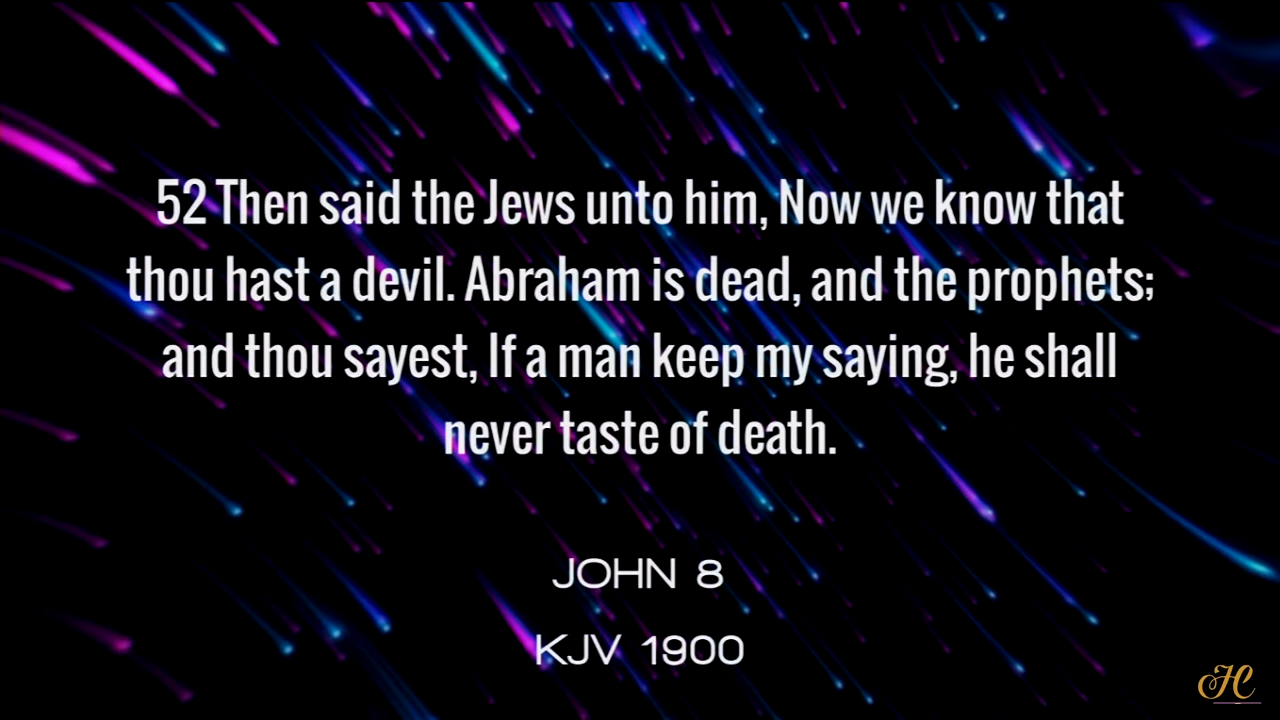 52 Then said the Jews unto him, Now we know that
thou hast a devil. Abraham is dead, and the prophets;
and thou sayest, If a man keep my saying, he shall
never taste of death.
JOHN 8
KJV 1900
HC